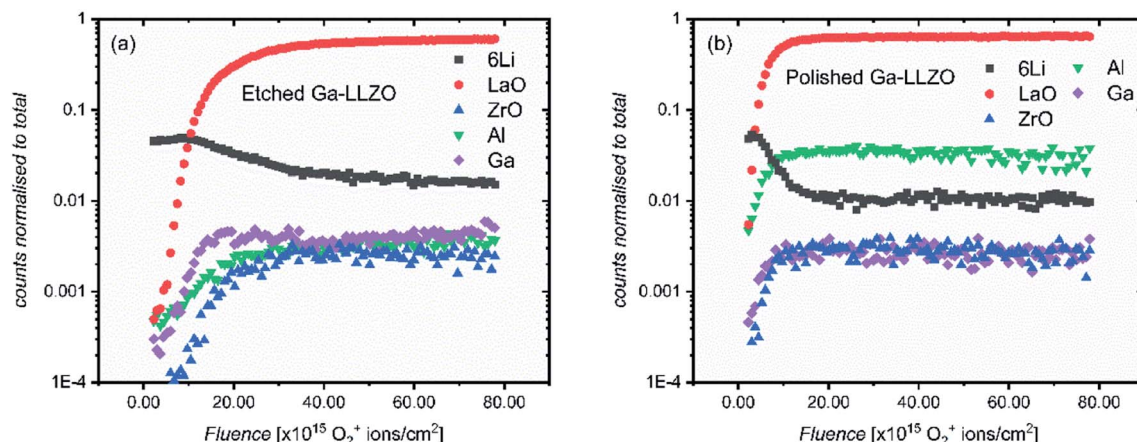 (a)
Etched Ga-LLZO
6Li
LaO
ZrO
Al
Ga
counts normalised to total
1
0.1
0.01
0.001
1E-4
0.00 20.00 40.00 60.00 80.00
Fluence [x10¹⁵ O₂⁺ ions/cm²]
(b)
Polished Ga-LLZO
6Li
LaO
ZrO
Al
Ga
counts normalised to total
1
0.1
0.01
0.001
1E-4
0.00 20.00 40.00 60.00 80.00
Fluence [x10¹⁵ O₂⁺ ions/cm²]